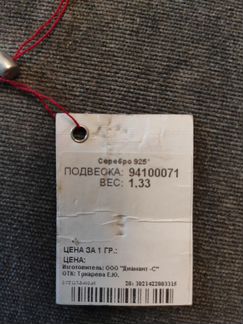 Серебро 925°
ПОДВЕСКА: 94100071
ВЕС: 1.33
ЦЕНА ЗА 1 ГР.:
ЦЕНА:
Изготовитель: ООО "Диамант -С"
ОТК: Токарева Е.Ю.